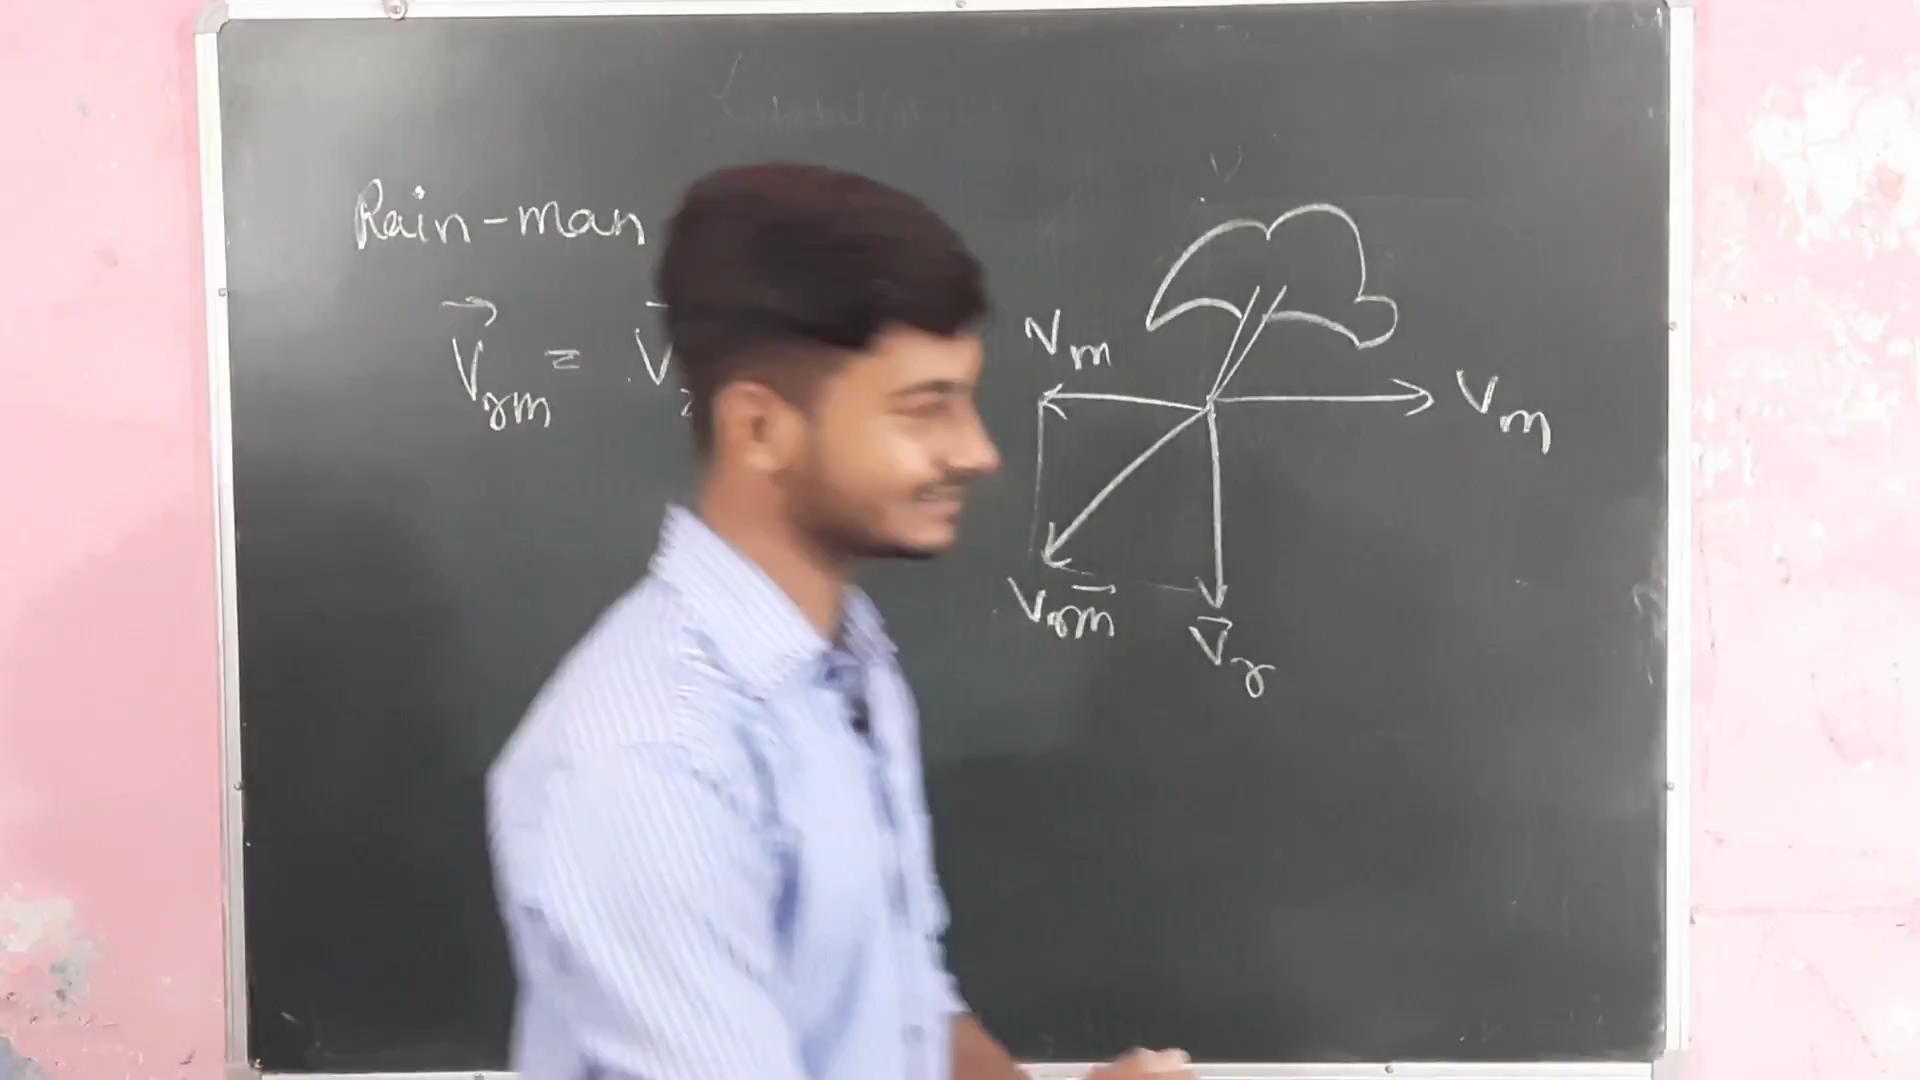 Rain-man
V
V⃗rm = V⃗
Vm
Vm
Vrm
V⃗r